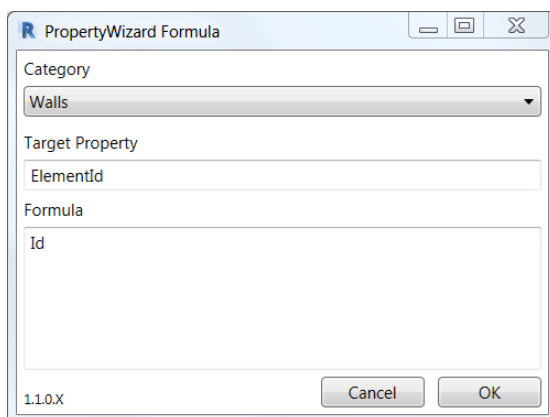 PropertyWizard Formula
Category
Walls
Target Property
ElementId
Formula
Id
1.1.0.X
Cancel
OK